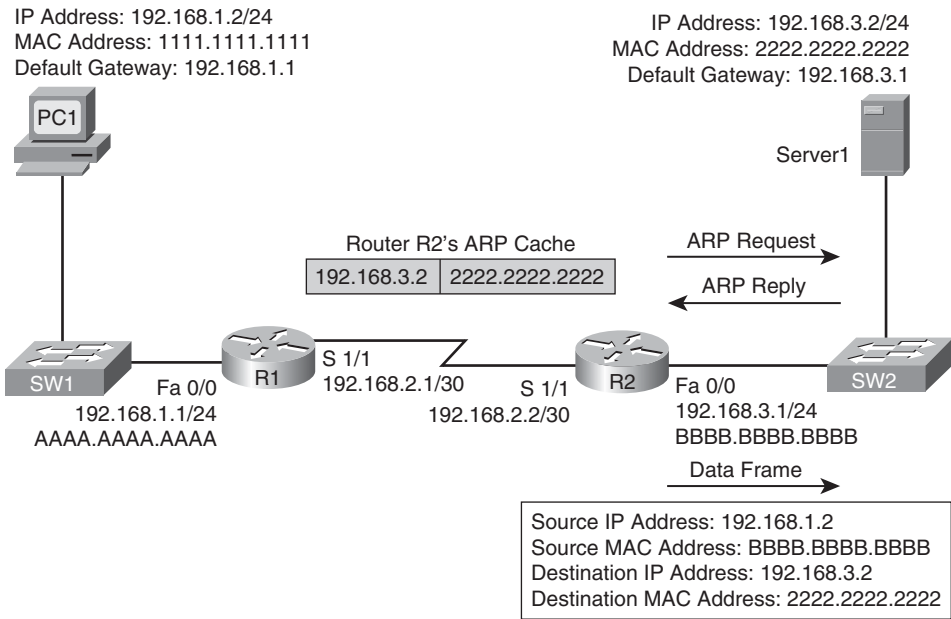 IP Address: 192.168.1.2/24
MAC Address: 1111.1111.1111
Default Gateway: 192.168.1.1
IP Address: 192.168.3.2/24
MAC Address: 2222.2222.2222
Default Gateway: 192.168.3.1
PC1
Server1
Router R2's ARP Cache
192.168.3.2 2222.2222.2222
ARP Request
ARP Reply
SW1
R1
S 1/1
192.168.2.1/30
Fa 0/0
192.168.1.1/24
AAAA.AAAA.AAAA
S 1/1
192.168.2.2/30
R2
Fa 0/0
192.168.3.1/24
BBBB.BBBB.BBBB
SW2
Data Frame
Source IP Address: 192.168.1.2
Source MAC Address: BBBB.BBBB.BBBB
Destination IP Address: 192.168.3.2
Destination MAC Address: 2222.2222.2222